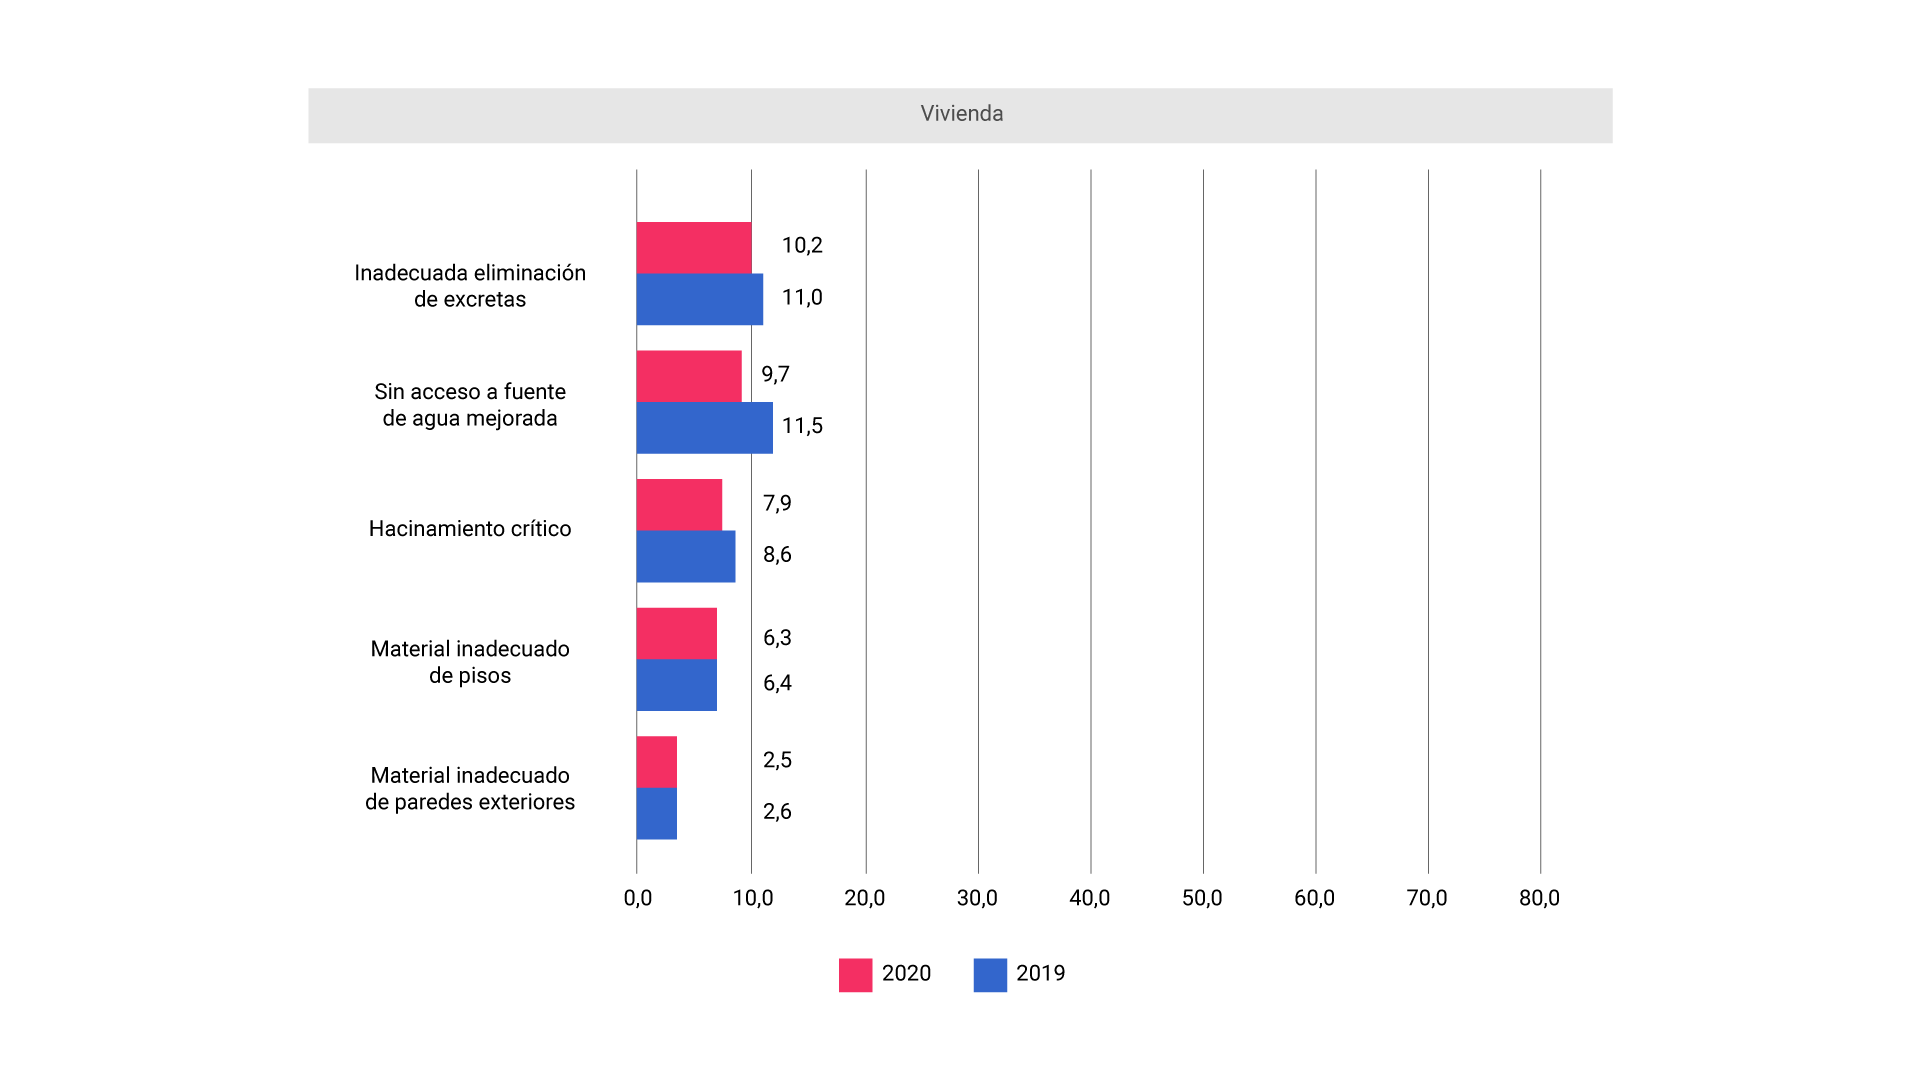 Vivienda
Inadecuada eliminación
de excretas
10,2
11,0
Sin acceso a fuente
de agua mejorada
9,7
11,5
Hacinamiento crítico
7,9
8,6
Material inadecuado
de pisos
6,3
6,4
Material inadecuado
de paredes exteriores
2,5
2,6
0,0 10,0 20,0 30,0 40,0 50,0 60,0 70,0 80,0
2020 2019